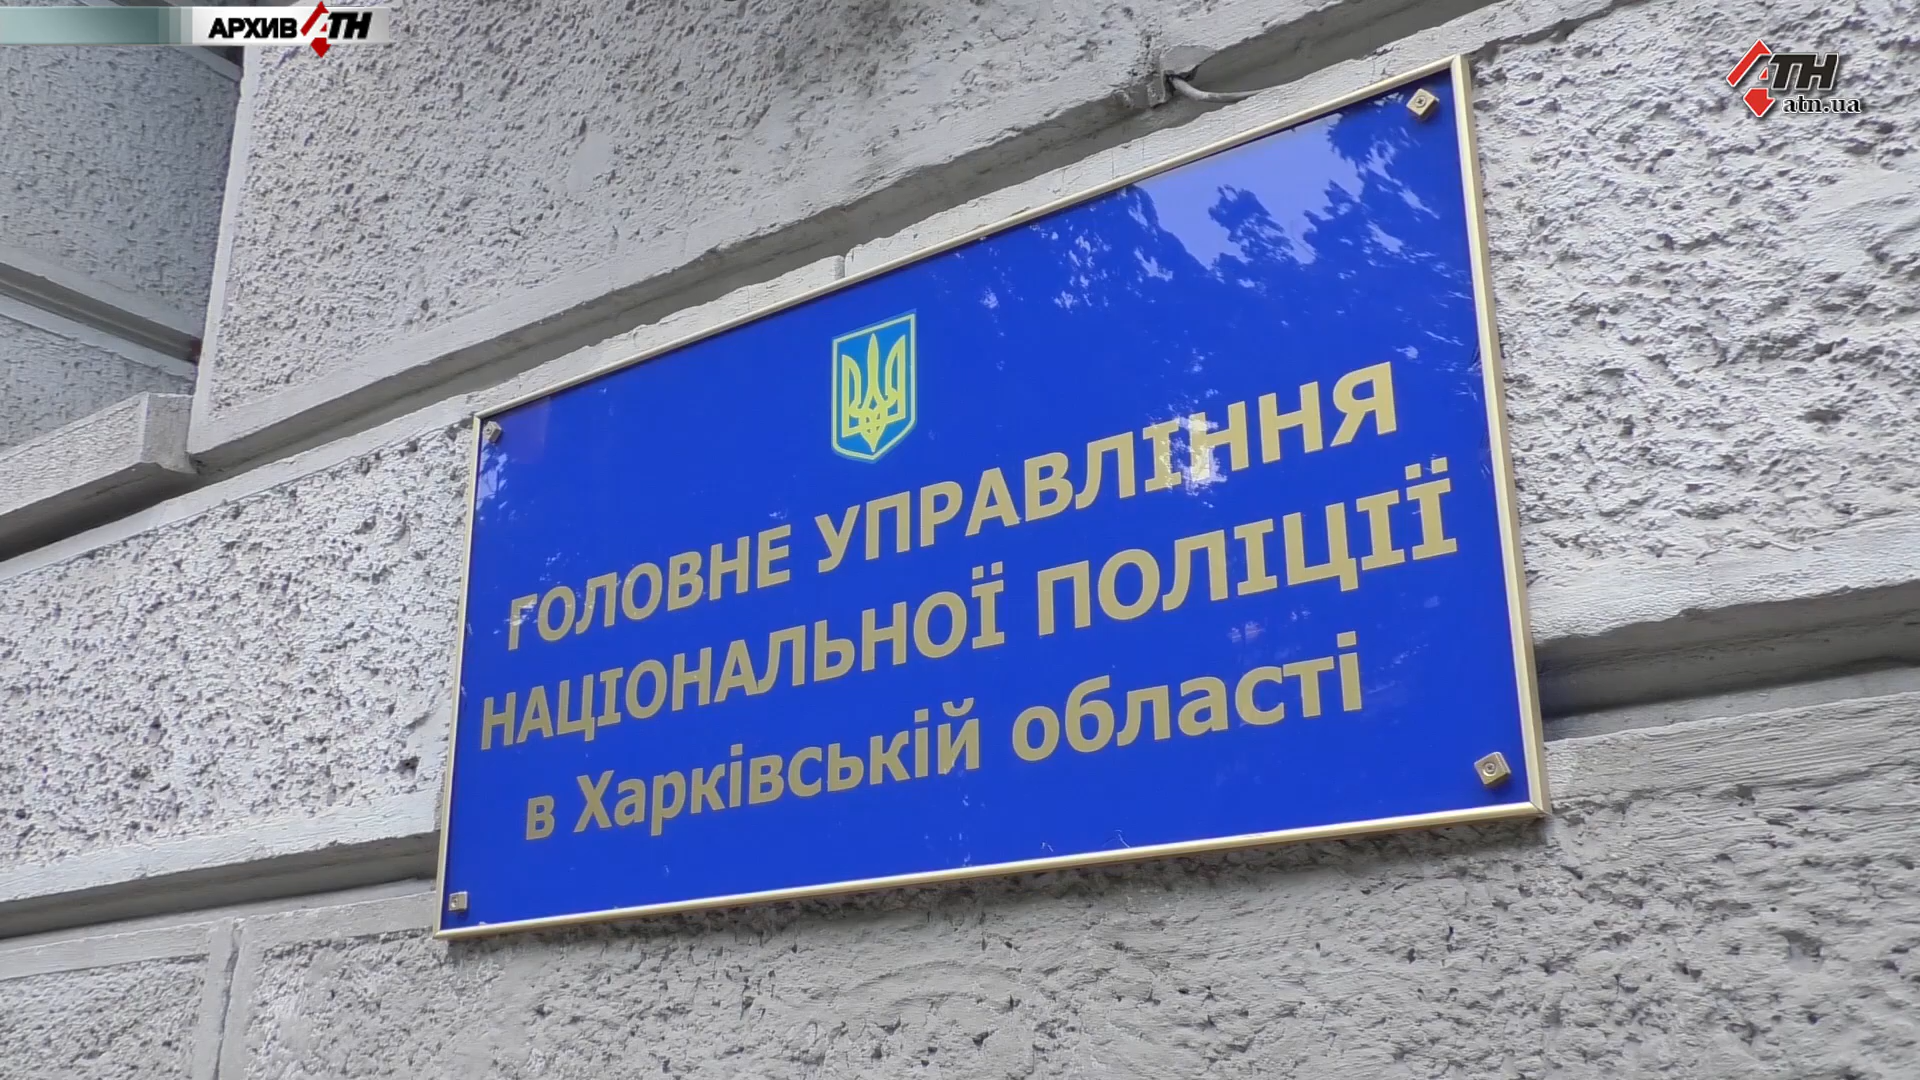 АРХИВ АТН
АТН
atn.ua
ГОЛОВНЕ УПРАВЛІННЯ
НАЦІОНАЛЬНОЇ ПОЛІЦІЇ
в Харківській області